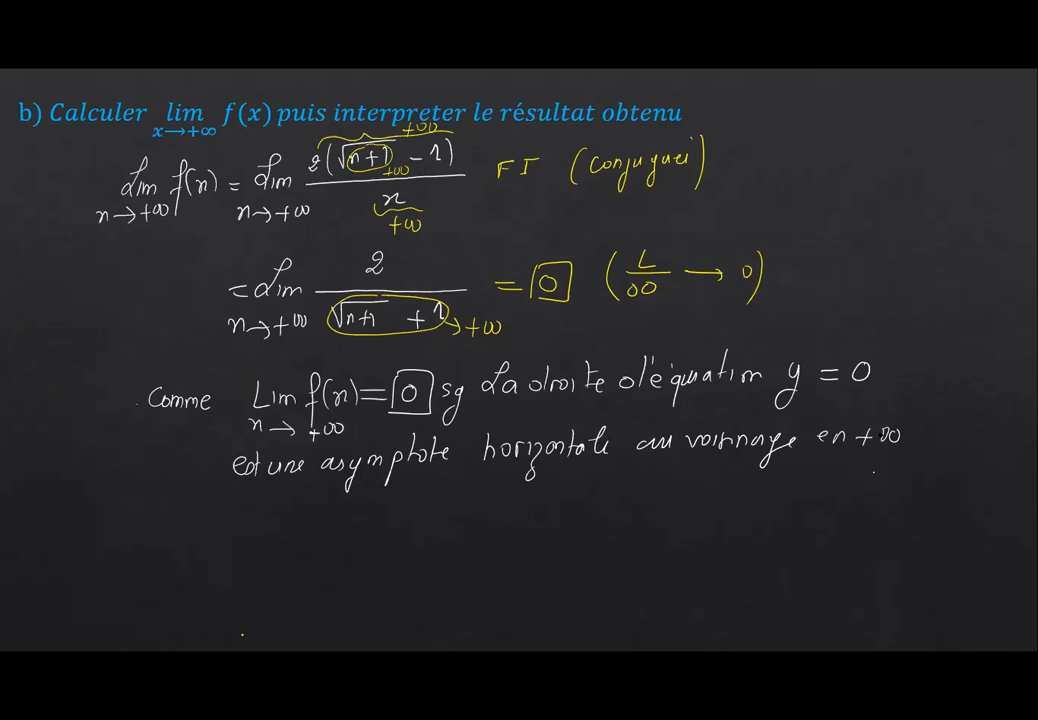 b) Calculer lim f(x) puis interpreter le résultat obtenu
x→+∞
+∞
Lim f(x) = Lim 2(√x+1 - 1) / x FI (conjuguer)
x→+∞ x→+∞ +∞
+∞
= Lim 2 / (√x+1 + 1) = 0 (L/∞ → 0)
x→+∞ → +∞
Comme Lim f(x) = 0 sg La droite d'équation y = 0
x→ +∞
est une asymptote horizontale au voisinage en +∞